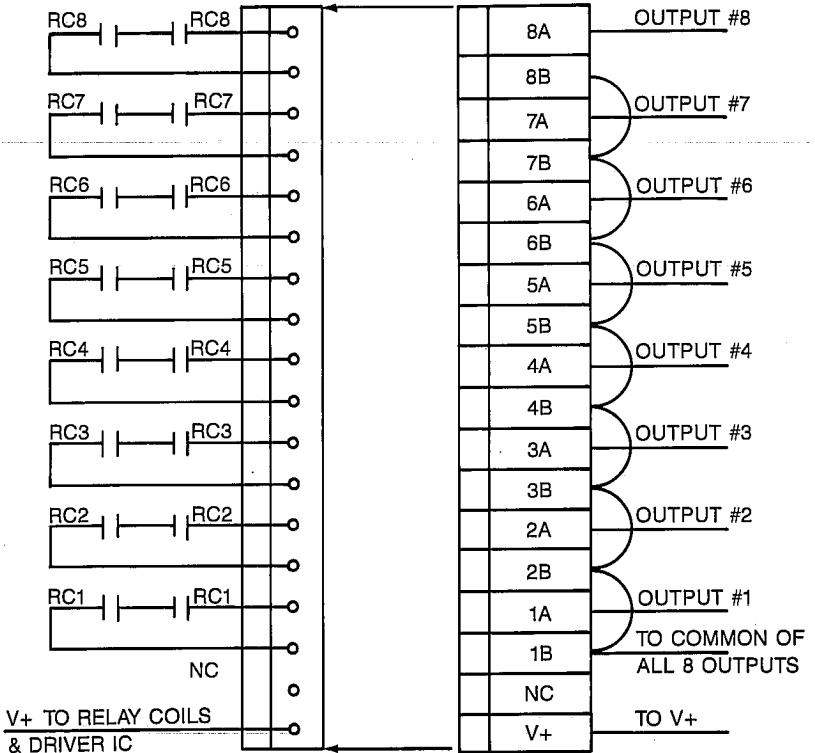 RC8 RC8
RC7 RC7
RC6 RC6
RC5 RC5
RC4 RC4
RC3 RC3
RC2 RC2
RC1 RC1
NC
V+ TO RELAY COILS
& DRIVER IC
8A OUTPUT #8
8B
7A OUTPUT #7
7B
6A OUTPUT #6
6B
5A OUTPUT #5
5B
4A OUTPUT #4
4B
3A OUTPUT #3
3B
2A OUTPUT #2
2B
1A OUTPUT #1
1B TO COMMON OF
ALL 8 OUTPUTS
NC
V+ TO V+